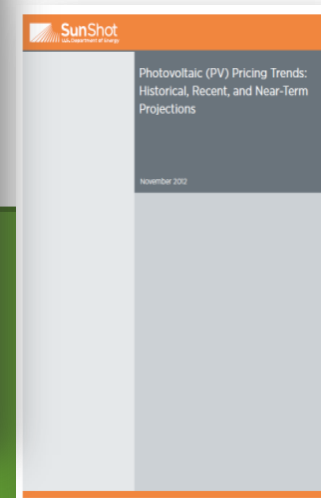 SunShot
U.S. Department of Energy
Photovoltaic (PV) Pricing Trends:
Historical, Recent, and Near-Term
Projections
November 2012